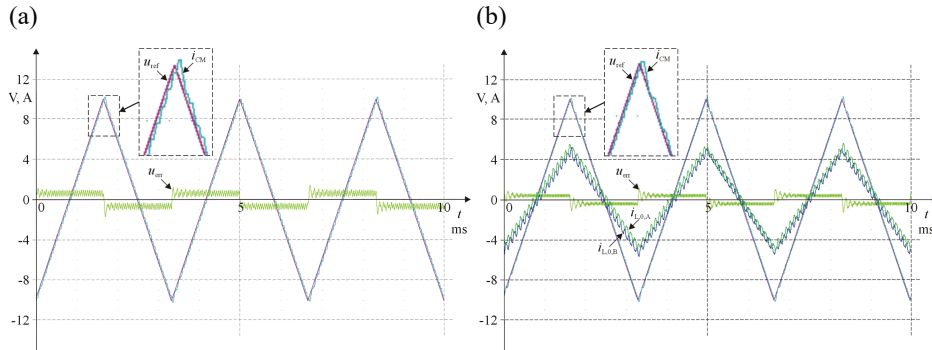 (a)
(b)
u_ref
i_CM
12
V, A
8
4
u_err
0
0
5
10
t
ms
-4
-8
-12
u_ref
i_CM
12
V, A
8
4
u_err
0
0
5
10
t
ms
i_L,0,A
-4
i_L,0,B
-8
-12